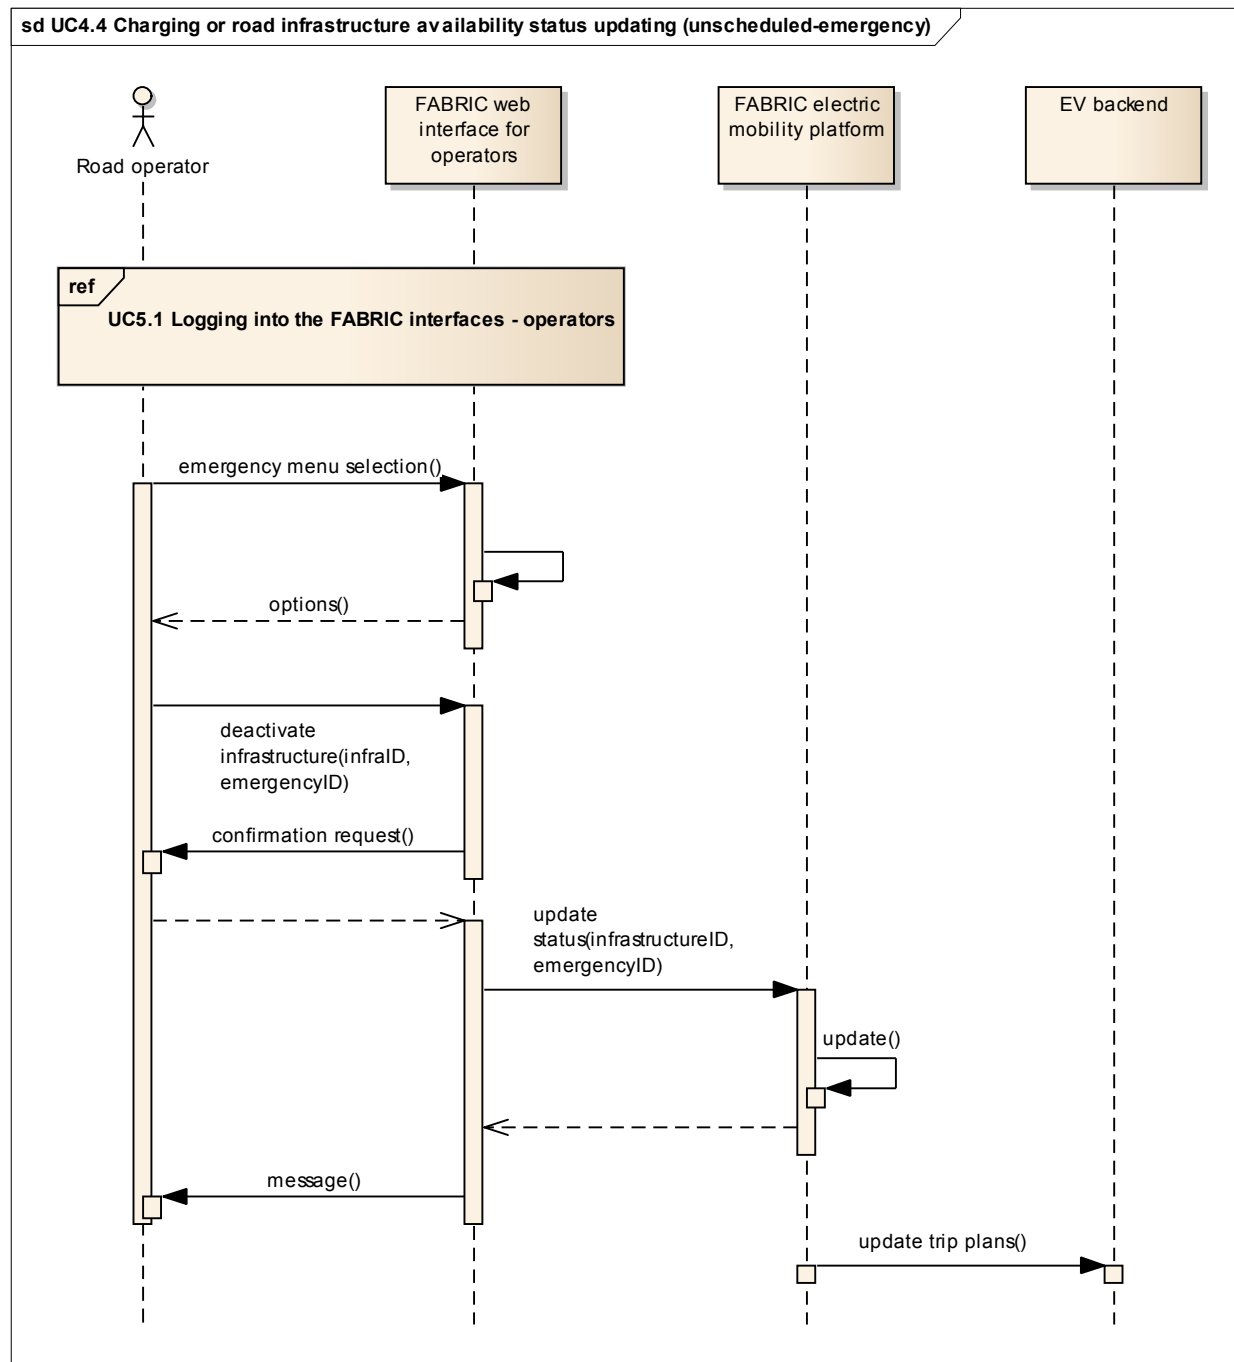 sd UC4.4 Charging or road infrastructure availability status updating (unscheduled-emergency)
Road operator
FABRIC web
interface for
operators
FABRIC electric
mobility platform
EV backend
ref
UC5.1 Logging into the FABRIC interfaces - operators
emergency menu selection()
options()
deactivate
infrastructure(infraID,
emergencyID)
confirmation request()
update
status(infrastructureID,
emergencyID)
update()
message()
update trip plans()